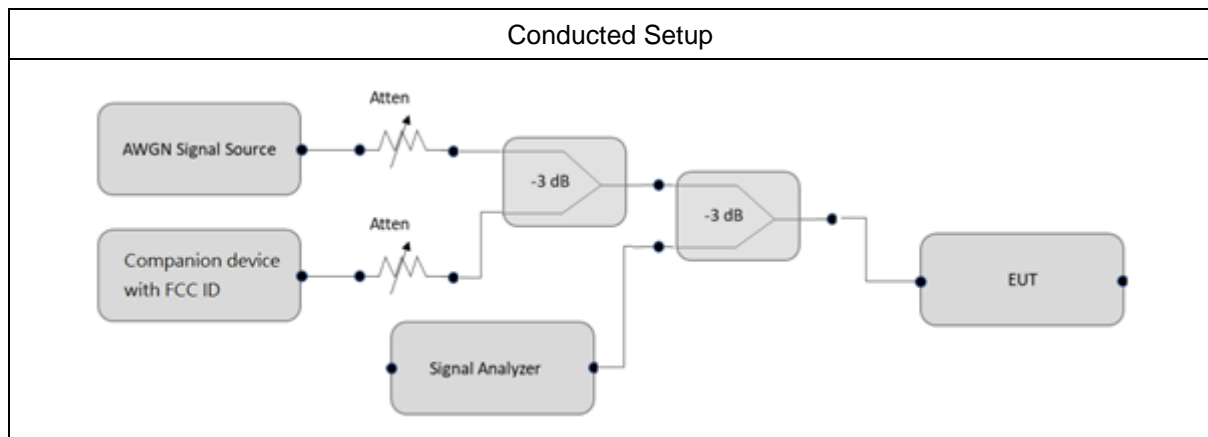 Conducted Setup
Atten
AWGN Signal Source
-3 dB
-3 dB
Atten
Companion device
with FCC ID
EUT
Signal Analyzer